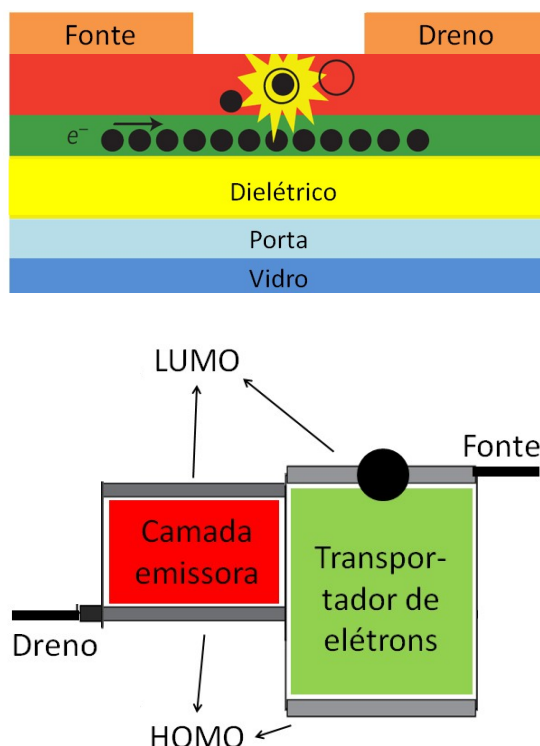 Fonte
Dreno
e⁻
Dielétrico
Porta
Vidro
LUMO
Fonte
Camada
emissora
Transpor-
tador de
elétrons
Dreno
HOMO